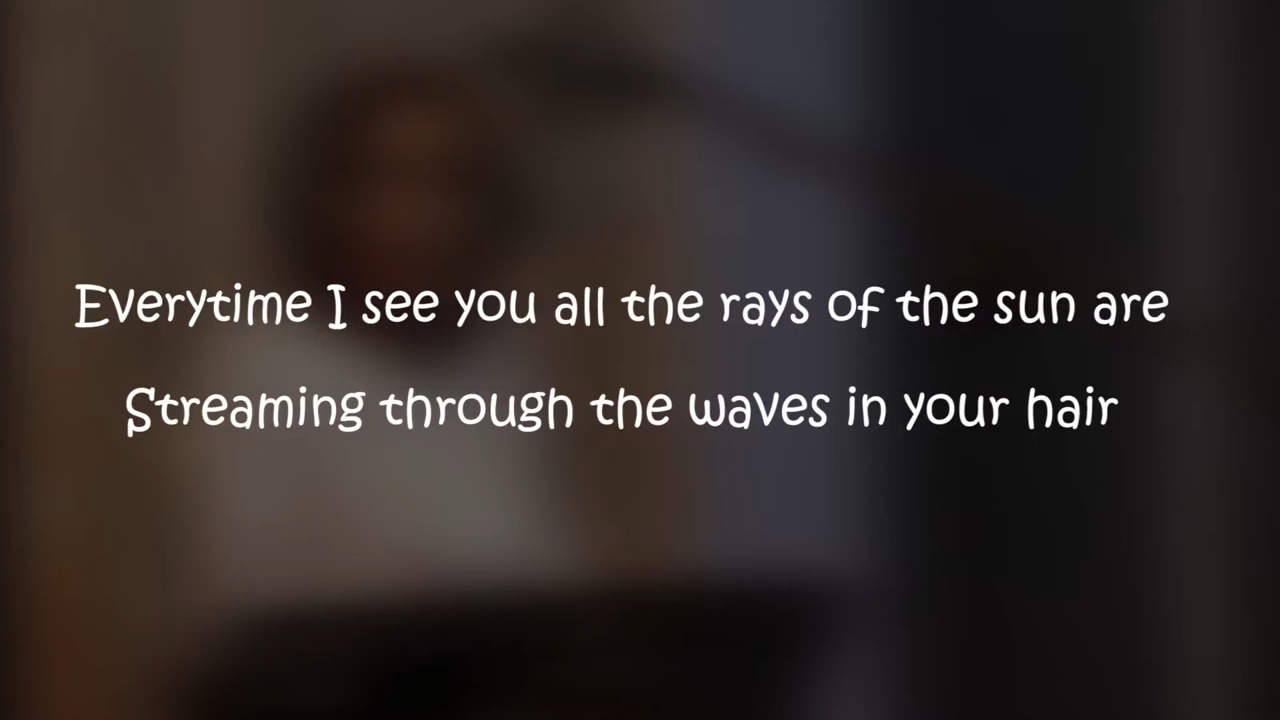 Everytime I see you all the rays of the sun are
Streaming through the waves in your hair